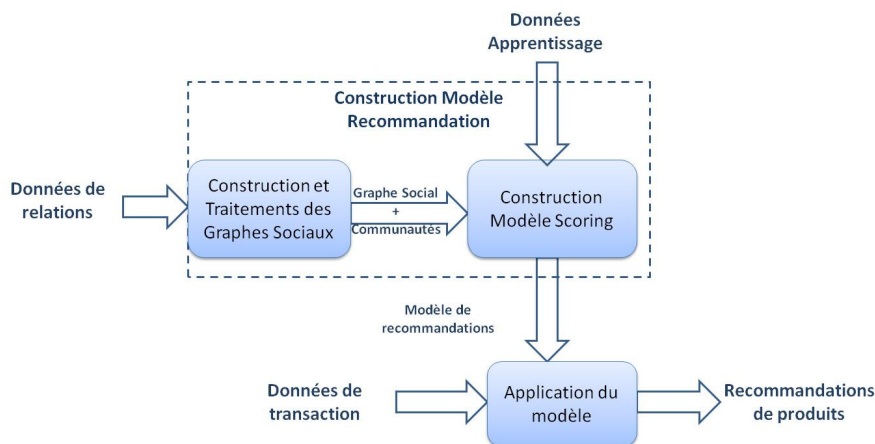 Données
Apprentissage
Construction Modèle
Recommandation
Données de
relations
Construction et
Traitements des
Graphes Sociaux
Graphe Social
+
Communautés
Construction
Modèle Scoring
Modèle de
recommandations
Données de
transaction
Application du
modèle
Recommandations
de produits